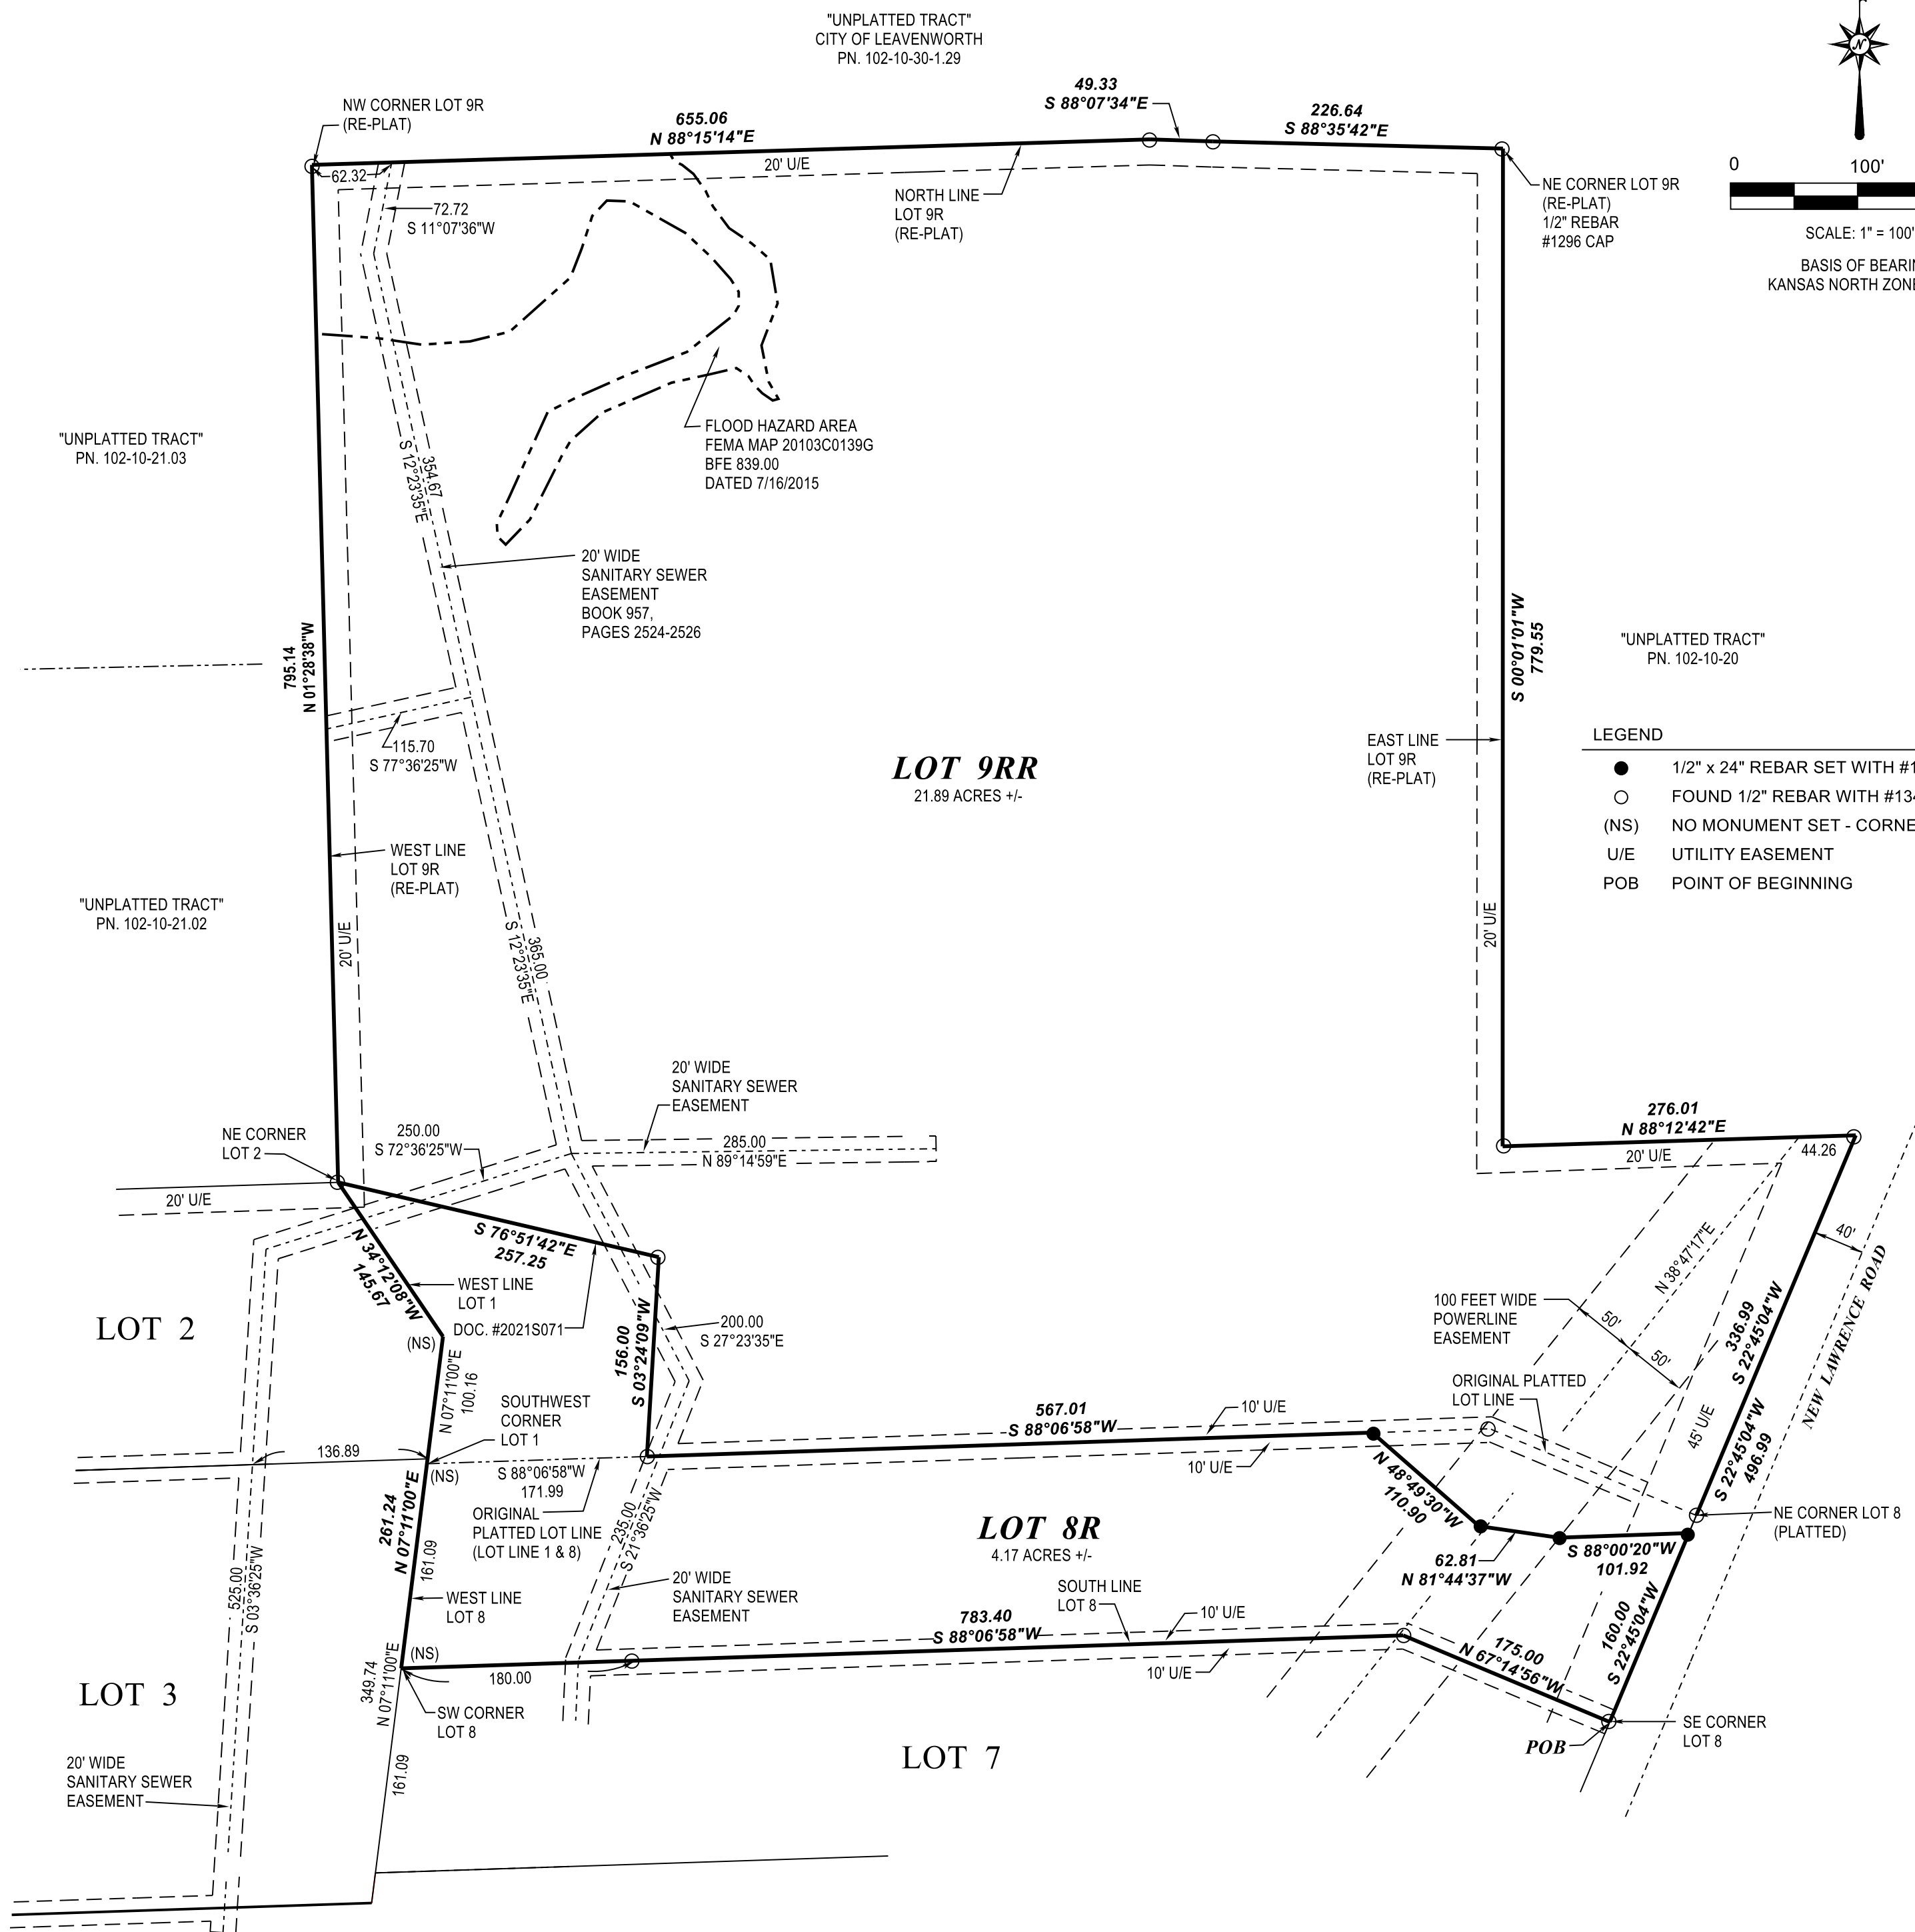 "UNPLATTED TRACT"
CITY OF LEAVENWORTH
PN. 102-10-30-1.29
N
0
100'
SCALE: 1" = 100'
BASIS OF
KANSAS NORTH
NW CORNER LOT 9R
(RE-PLAT)
655.06
N 88°15'14"E
49.33
S 88°07'34"E
226.64
S 88°35'42"E
62.32
20' U/E
72.72
S 11°07'36"W
NORTH LINE
LOT 9R
(RE-PLAT)
NE CORNER LOT 9R
(RE-PLAT)
1/2" REBAR
#1296 CAP
"UNPLATTED TRACT"
PN. 102-10-21.03
354.67
S 12°23'35"E
FLOOD HAZARD AREA
FEMA MAP 20103C0139G
BFE 839.00
DATED 7/16/2015
20' WIDE
SANITARY SEWER
EASEMENT
BOOK 957,
PAGES 2524-2526
795.14
N 01°28'38"W
S 00°01'01"W
779.55
"UNPLATTED TRACT"
PN. 102-10-20
115.70
S 77°36'25"W
LOT 9RR
21.89 ACRES +/-
EAST LINE
LOT 9R
(RE-PLAT)
LEGEND
1/2" x 24" REBAR SET WITH
FOUND 1/2" REBAR WITH
(NS) NO MONUMENT SET -
U/E UTILITY EASEMENT
POB POINT OF BEGINNING
WEST LINE
LOT 9R
(RE-PLAT)
"UNPLATTED TRACT"
PN. 102-10-21.02
20' U/E
365.00
S 12°23'35"E
20' U/E
20' WIDE
SANITARY SEWER
EASEMENT
NE CORNER
LOT 2
250.00
S 72°36'25"W
285.00
N 89°14'59"E
276.01
N 88°12'42"E
20' U/E
44.26
20' U/E
S 76°51'42"E
257.25
N 34°12'08"W
145.67
WEST LINE
LOT 1
DOC. #2021S071
(NS)
LOT 2
156.00
S 03°24'09"W
200.00
S 27°23'35"E
100 FEET WIDE
POWERLINE
EASEMENT
50'
50'
N 38°47'17"E
40'
336.99
S 22°45'04"W
NEW LAWRENCE ROAD
N 07°11'00"E
100.16
SOUTHWEST
CORNER
LOT 1
ORIGINAL PLATTED
LOT LINE
45' U/E
S 22°45'04"W
496.99
567.01
S 88°06'58"W
10' U/E
10' U/E
136.89
(NS)
S 88°06'58"W
171.99
ORIGINAL
PLATTED LOT LINE
(LOT LINE 1 & 8)
N 48°49'30"W
110.90
NE CORNER LOT 8
(PLATTED)
261.24
N 07°11'00"E
161.09
235.00
S 21°36'25"W
LOT 8R
4.17 ACRES +/-
62.81
N 81°44'37"W
S 88°00'20"W
101.92
525.00
S 03°36'25"W
WEST LINE
LOT 8
20' WIDE
SANITARY SEWER
EASEMENT
SOUTH LINE
LOT 8
783.40
S 88°06'58"W
10' U/E
10' U/E
160.00
S 22°45'04"W
175.00
N 67°14'56"W
(NS)
180.00
349.74
N 07°11'00"E
SW CORNER
LOT 8
LOT 3
LOT 7
POB
SE CORNER
LOT 8
161.09
20' WIDE
SANITARY SEWER
EASEMENT